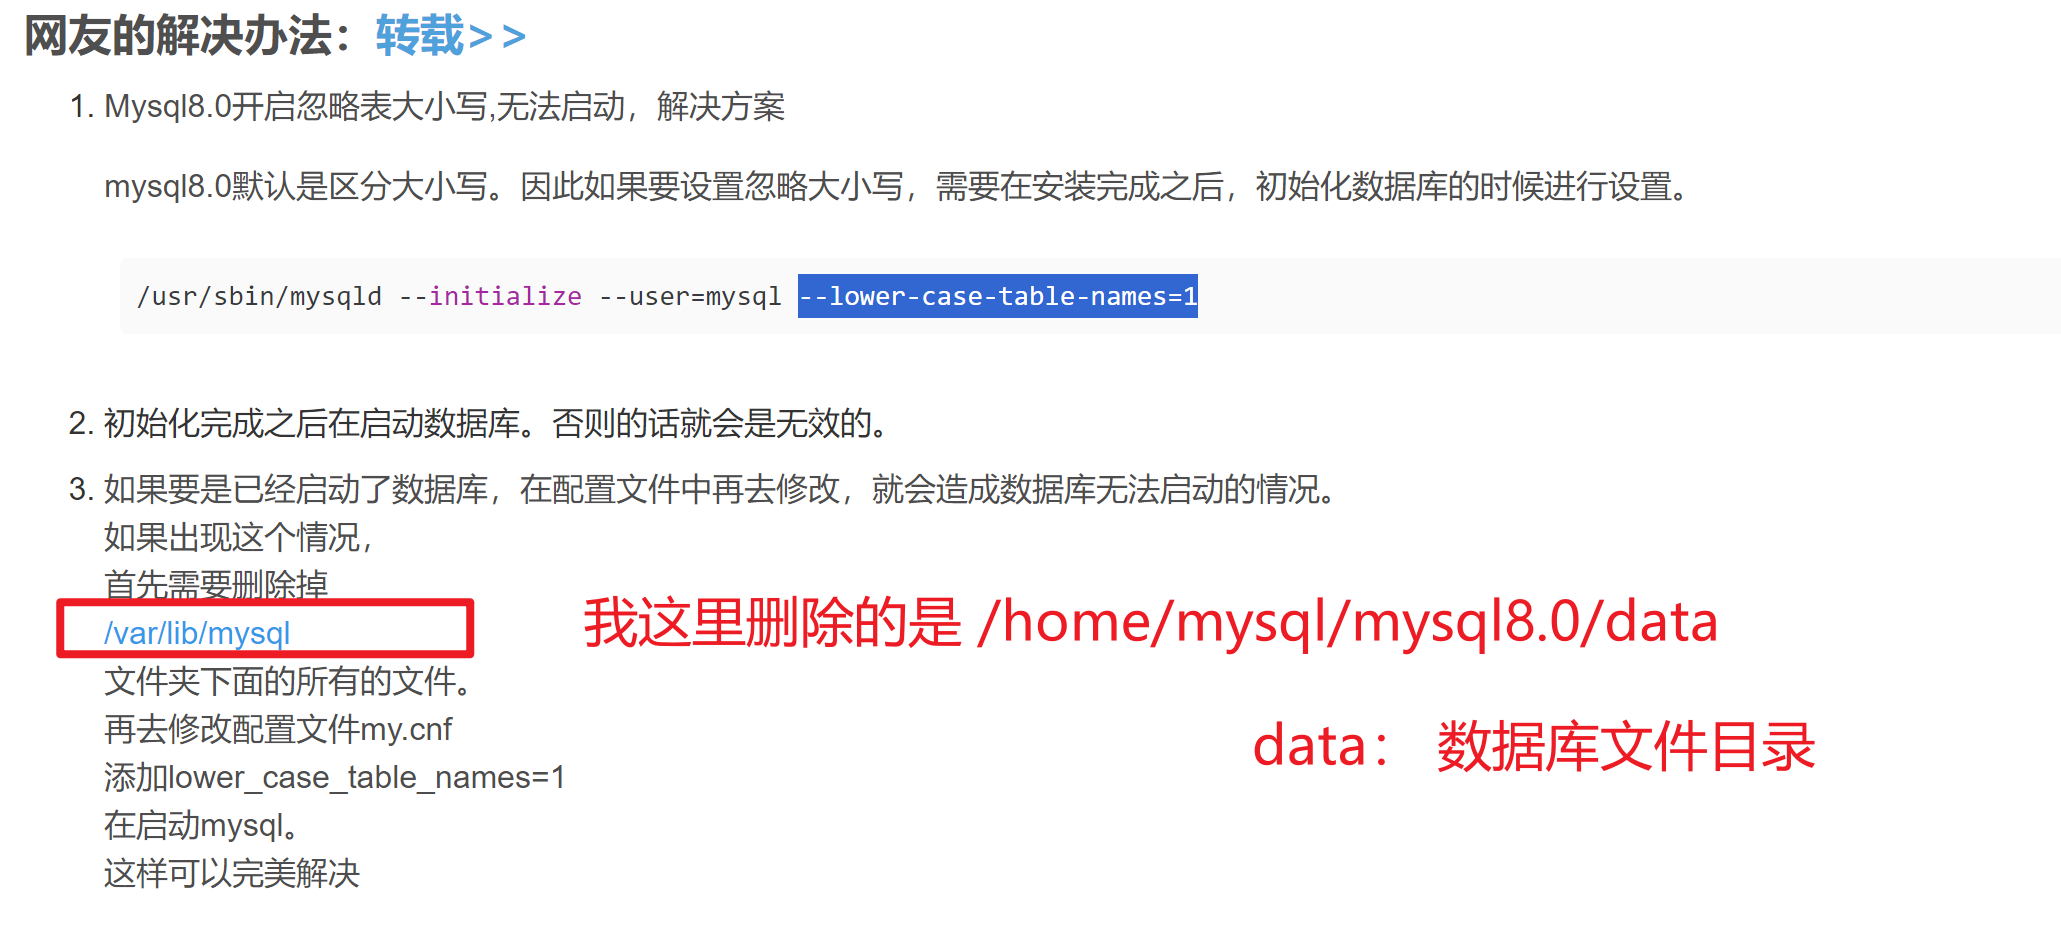 网友的解决办法：转载>>
1. Mysql8.0开启忽略表大小写,无法启动，解决方案
mysql8.0默认是区分大小写。因此如果要设置忽略大小写，需要在安装完成之后，初始化数据库的时候进行设置。
/usr/sbin/mysqld --initialize --user=mysql --lower-case-table-names=1
2. 初始化完成之后在启动数据库。否则的话就会是无效的。
3. 如果要是已经启动了数据库，在配置文件中再去修改，就会造成数据库无法启动的情况。
如果出现这个情况，
首先需要删除掉
/var/lib/mysql
我这里删除的是 /home/mysql/mysql8.0/data
文件夹下面的所有的文件。
再去修改配置文件my.cnf
data： 数据库文件目录
添加lower_case_table_names=1
在启动mysql。
这样可以完美解决